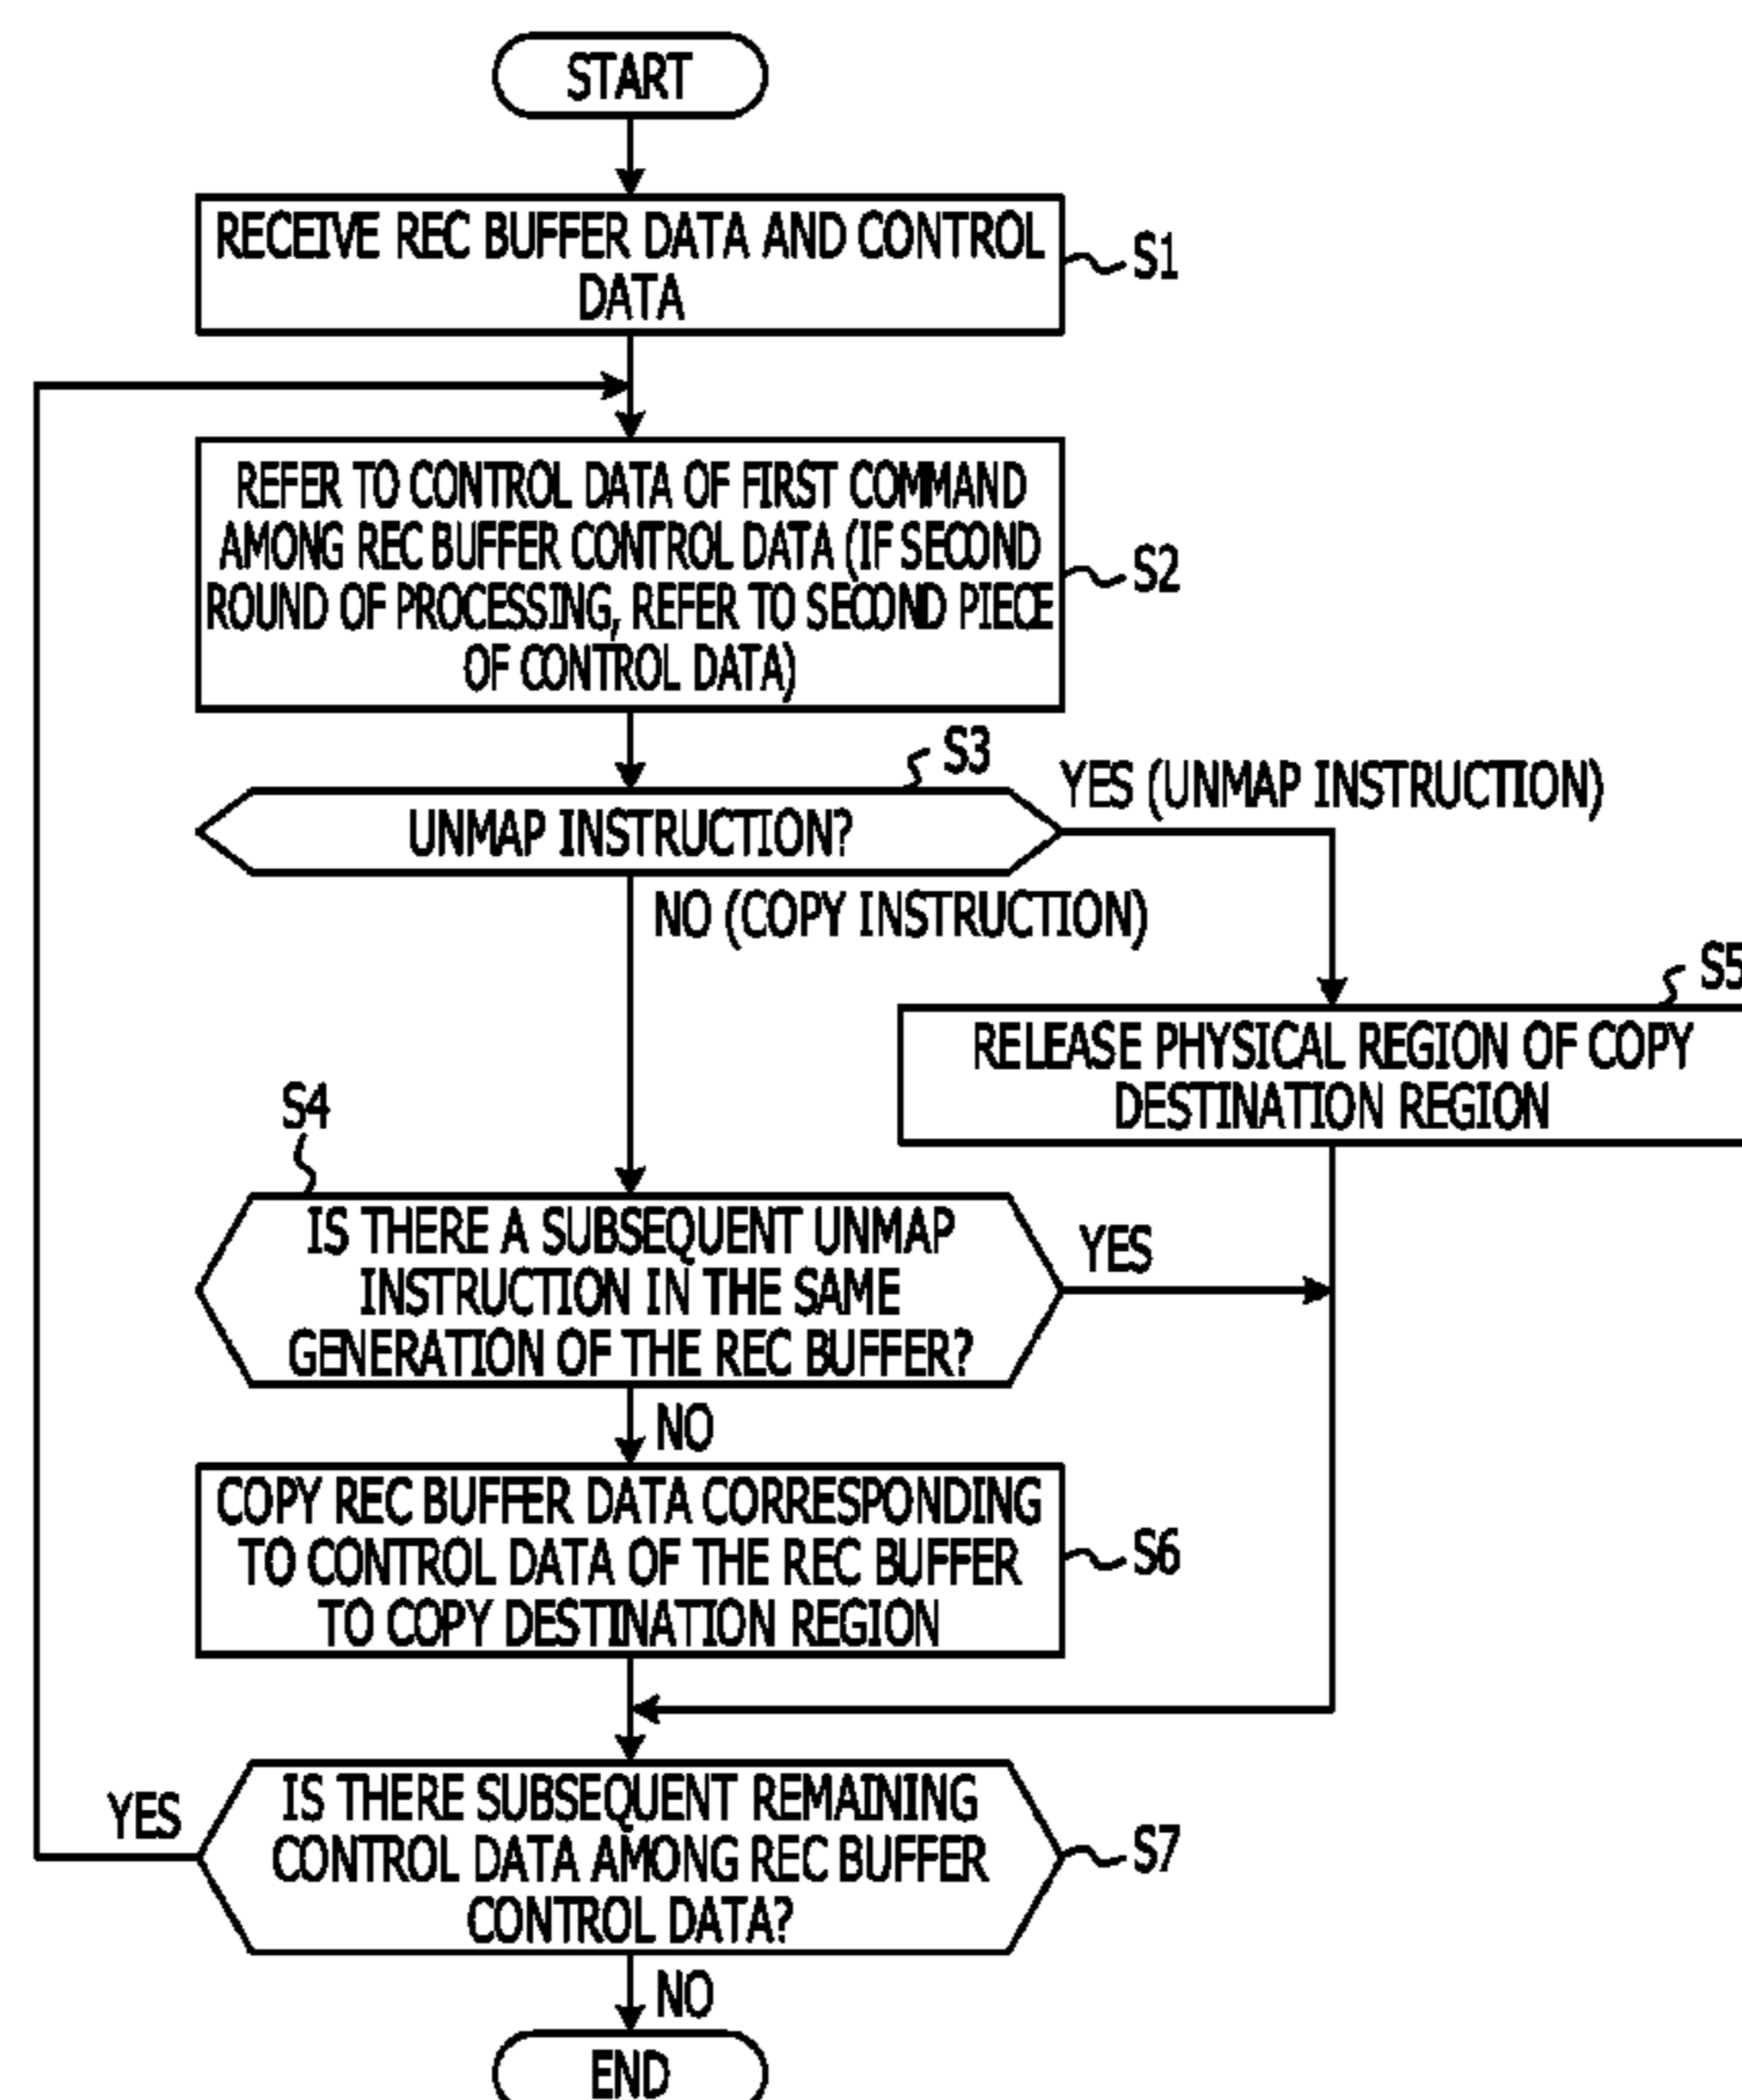 START
RECEIVE REC BUFFER DATA AND CONTROL
DATA
S1
REFER TO CONTROL DATA OF FIRST COMMAND
AMONG REC BUFFER CONTROL DATA (IF SECOND
ROUND OF PROCESSING, REFER TO SECOND PIECE
OF CONTROL DATA)
S2
S3
UNMAP INSTRUCTION?
YES (UNMAP INSTRUCTION)
NO (COPY INSTRUCTION)
S5
RELEASE PHYSICAL REGION OF COPY
DESTINATION REGION
S4
IS THERE A SUBSEQUENT UNMAP
INSTRUCTION IN THE SAME
GENERATION OF THE REC BUFFER?
YES
NO
COPY REC BUFFER DATA CORRESPONDING
TO CONTROL DATA OF THE REC BUFFER
TO COPY DESTINATION REGION
S6
YES
IS THERE SUBSEQUENT REMAINING
CONTROL DATA AMONG REC BUFFER
CONTROL DATA?
S7
NO
END